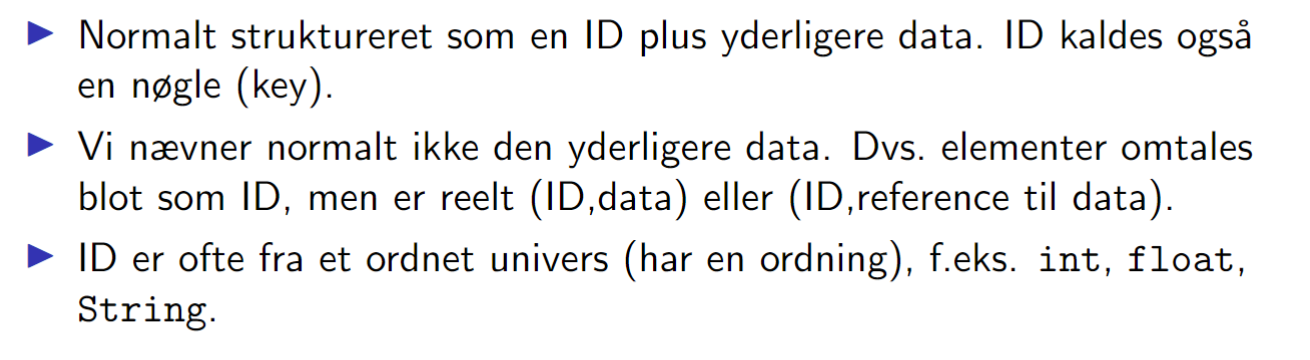 ▶ Normalt struktureret som en ID plus yderligere data. ID kaldes også
en nøgle (key).
▶ Vi nævner normalt ikke den yderligere data. Dvs. elementer omtales
blot som ID, men er reelt (ID,data) eller (ID,reference til data).
▶ ID er ofte fra et ordnet univers (har en ordning), f.eks. int, float,
String.